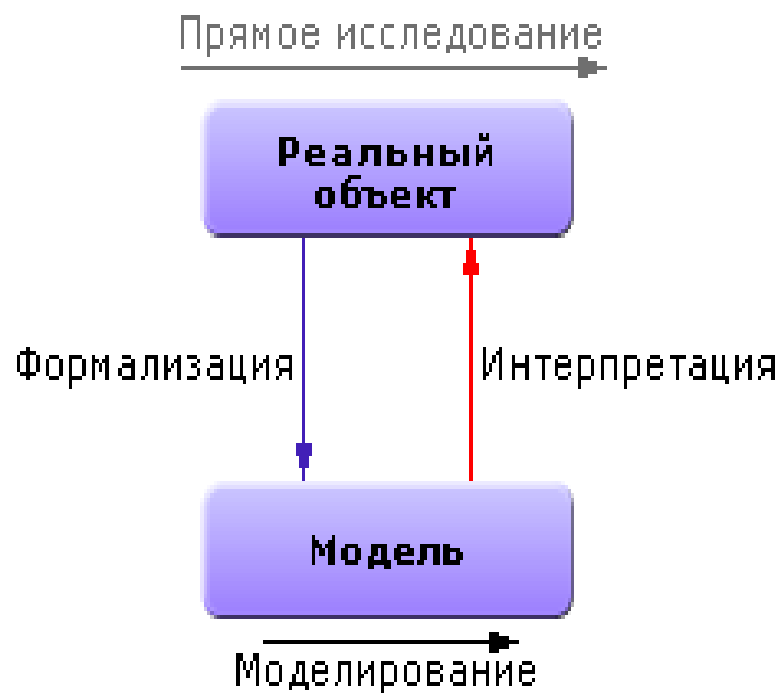 Прямое исследование
Реальный
объект
Формализация
Интерпретация
Модель
Моделирование